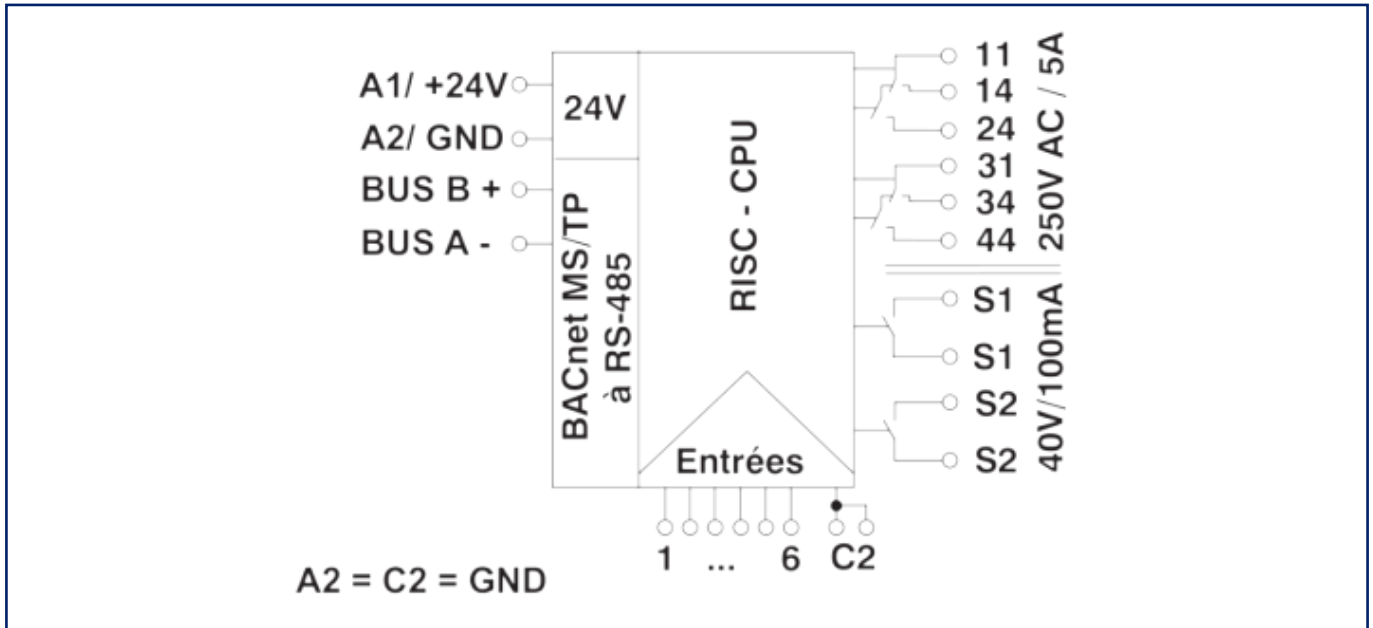 A1/ +24V
A2/ GND
BUS B +
BUS A -
24V
BACnet MS/TP
à RS-485
RISC - CPU
Entrées
1 ... 6 C2
11
14
24
31
34
44
250V AC / 5A
S1
S1
S2
S2
40V/100mA
A2 = C2 = GND